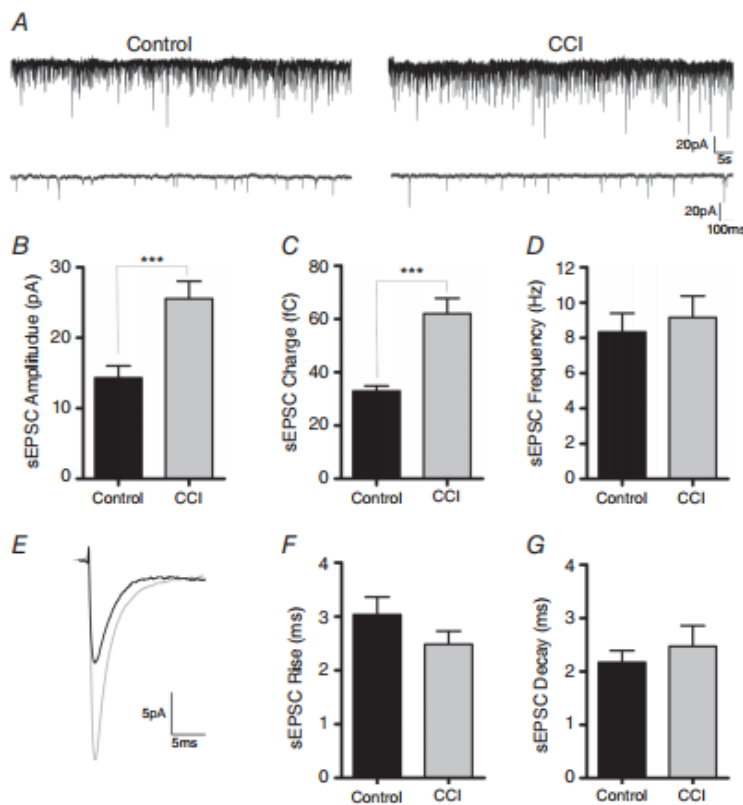 A
Control
CCI
20pA
5s
20pA
100ms
B
***
30
20
10
0
sEPSC Amplitudue (pA)
Control
CCI
C
***
80
60
40
20
0
sEPSC Charge (fC)
Control
CCI
D
12
10
8
6
4
2
0
sEPSC Frequency (Hz)
Control
CCI
E
5pA
5ms
F
4
3
2
1
0
sEPSC Rise (ms)
Control
CCI
G
4
3
2
1
0
sEPSC Decay (ms)
Control
CCI